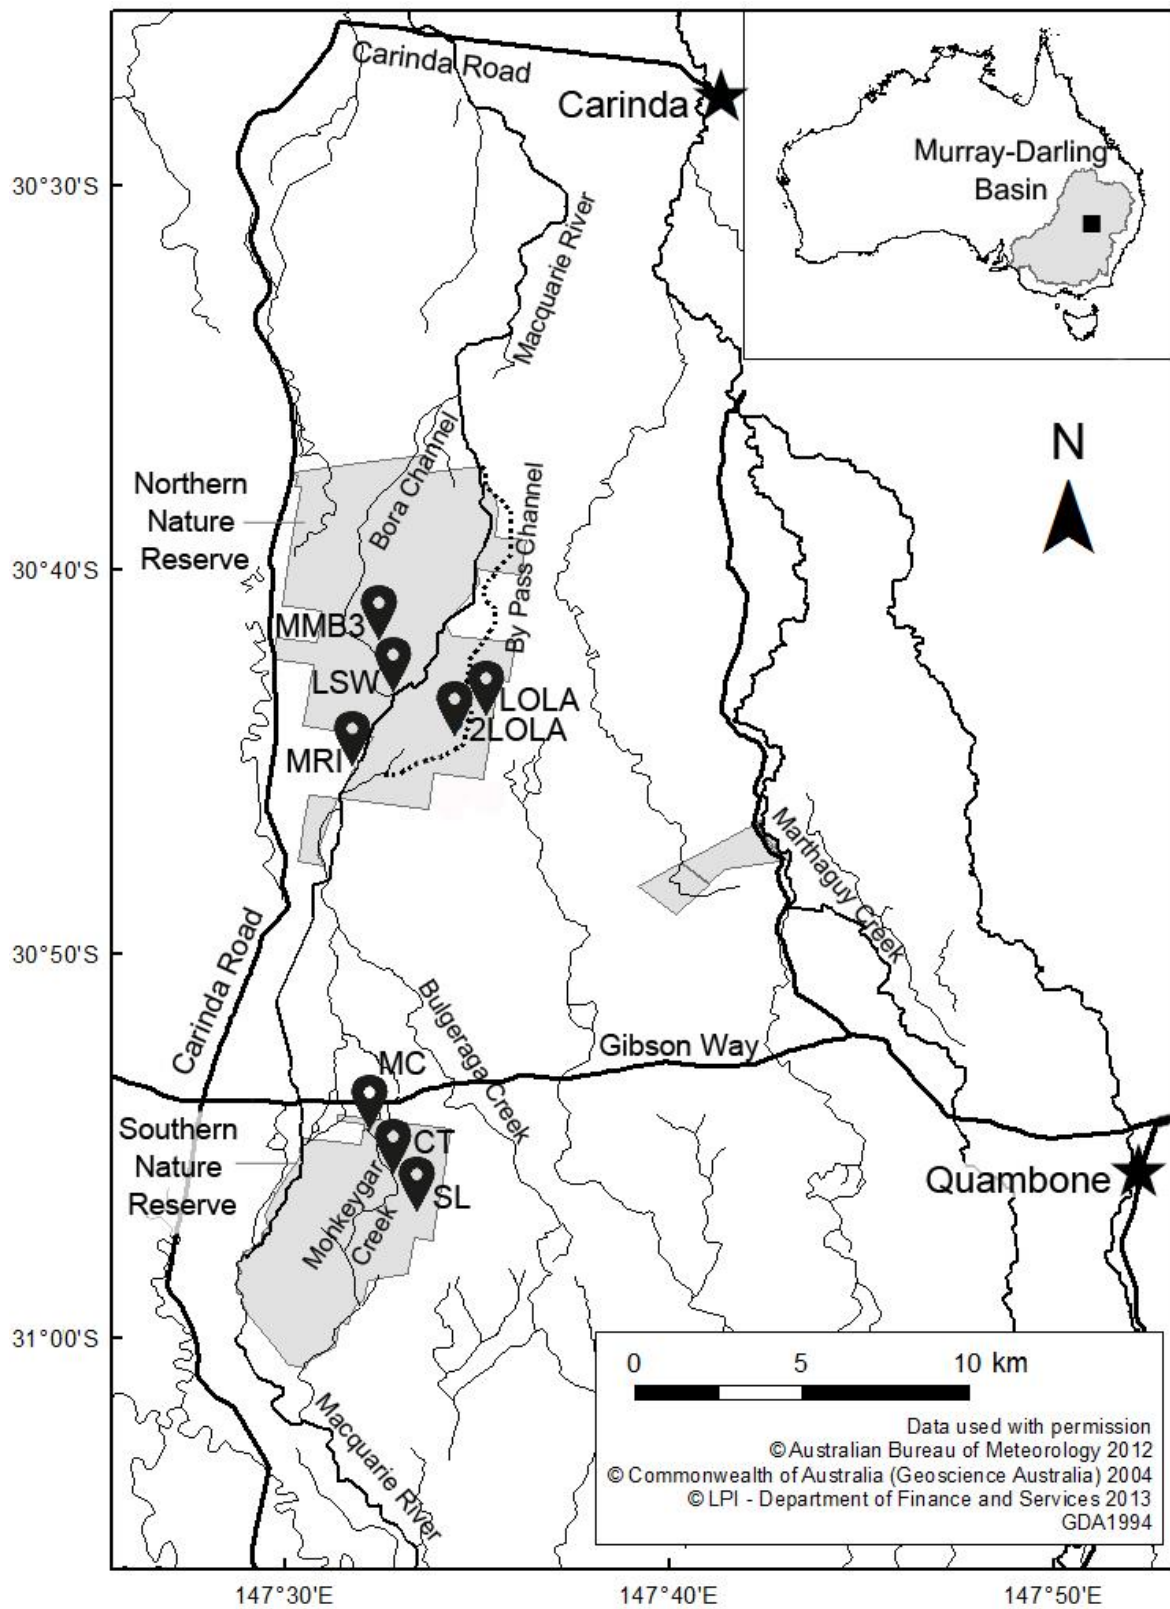 Carinda Road
Carinda
Murray-Darling
Basin
30°30'S
Macquarie River
N
Northern
Nature
Reserve
Bora Channel
By Pass Channel
30°40'S
MMB3
LSW
LOLA
2LOLA
MRI
Marthaguy Creek
30°50'S
Carinda Road
Bulgeraga Creek
Gibson Way
MC
Southern
Nature
Reserve
CT
SL
Monkeygar
Creek
Quambone
31°00'S
0 5 10 km
Macquarie River
Data used with permission
© Australian Bureau of Meteorology 2012
© Commonwealth of Australia (Geoscience Australia) 2004
© LPI - Department of Finance and Services 2013
GDA1994
147°30'E 147°40'E 147°50'E